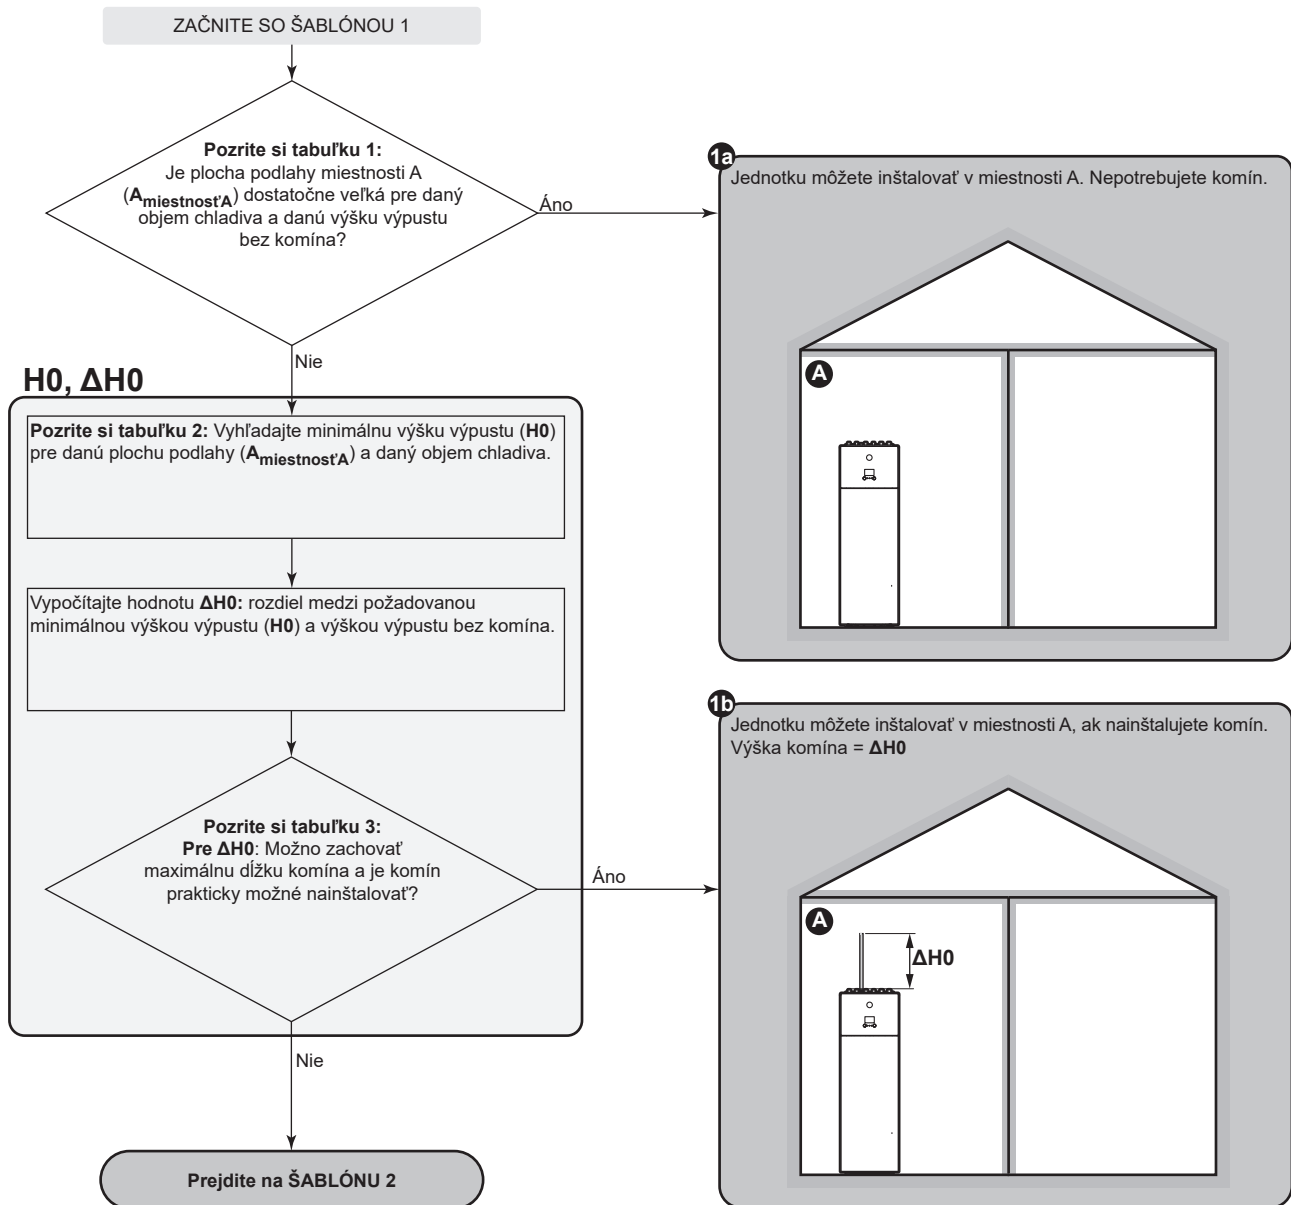 ZAČNITE SO ŠABLÓNOU 1
Pozrite si tabuľku 1:
Je plocha podlahy miestnosti A
(AmiestnosťA) dostatočne veľká pre daný
objem chladiva a danú výšku výpustu
bez komína?
Áno
1a
Jednotku môžete inštalovať v miestnosti A. Nepotrebujete komín.
A
Nie
H0, ΔH0
Pozrite si tabuľku 2: Vyhľadajte minimálnu výšku výpustu (H0)
pre danú plochu podlahy (AmiestnosťA) a daný objem chladiva.
Vypočítajte hodnotu ΔH0: rozdiel medzi požadovanou
minimálnou výškou výpustu (H0) a výškou výpustu bez komína.
Pozrite si tabuľku 3:
Pre ΔH0: Možno zachovať
maximálnu dĺžku komína a je komín
prakticky možné nainštalovať?
Áno
1b
Jednotku môžete inštalovať v miestnosti A, ak nainštalujete komín.
Výška komína = ΔH0
A
ΔH0
Nie
Prejdite na ŠABLÓNU 2